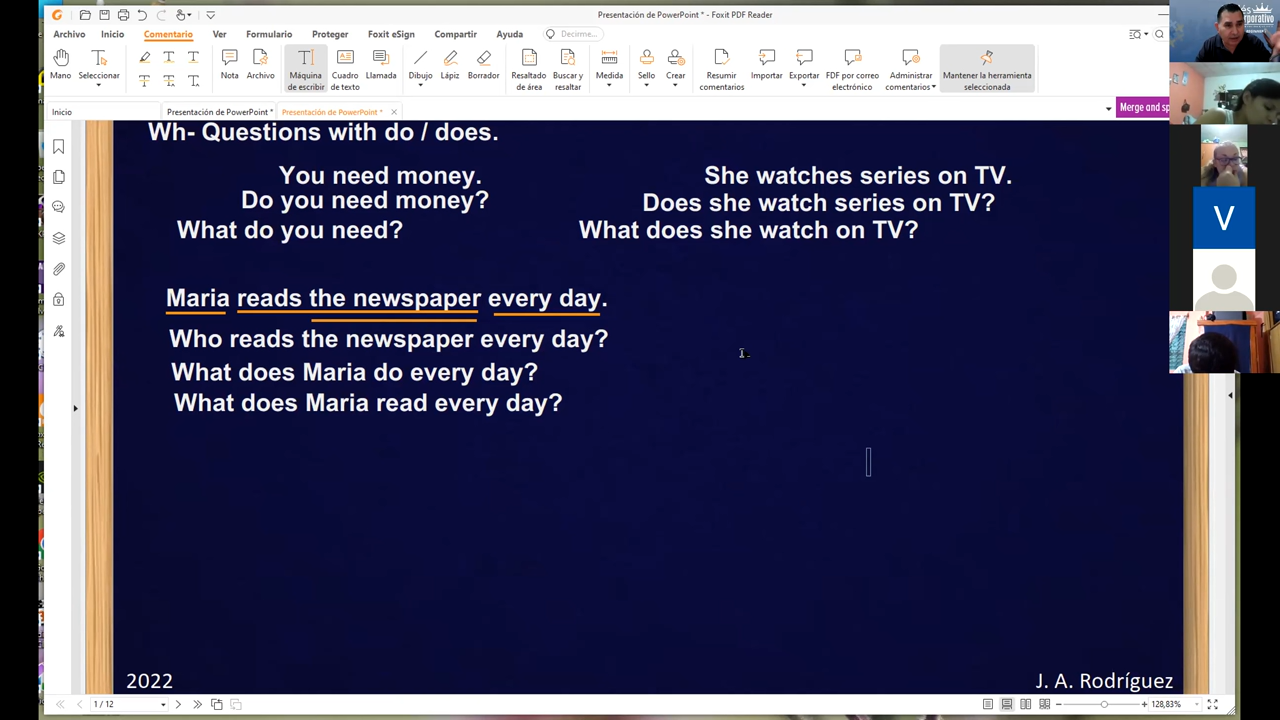 Presentación de PowerPoint * - Foxit PDF Reader
Archivo Inicio Comentario Ver Formulario Proteger Foxit eSign Compartir Ayuda Decirme...
Mano Seleccionar Nota Archivo Máquina de escribir Cuadro de texto Llamada Dibujo Lápiz Borrador Resaltado de área Buscar y resaltar Medida Sello Crear Resumir comentarios Importar Exportar PDF por correo electrónico Administrar comentarios Mantener la herramienta seleccionada
Inicio Presentación de PowerPoint * Presentación de PowerPoint * Merge and sp
Wh- Questions with do / does.
You need money. She watches series on TV.
Do you need money? Does she watch series on TV?
What do you need? What does she watch on TV?
Maria reads the newspaper every day.
Who reads the newspaper every day?
What does Maria do every day?
What does Maria read every day?
2022 J. A. Rodríguez
1 / 12 128,83%
V